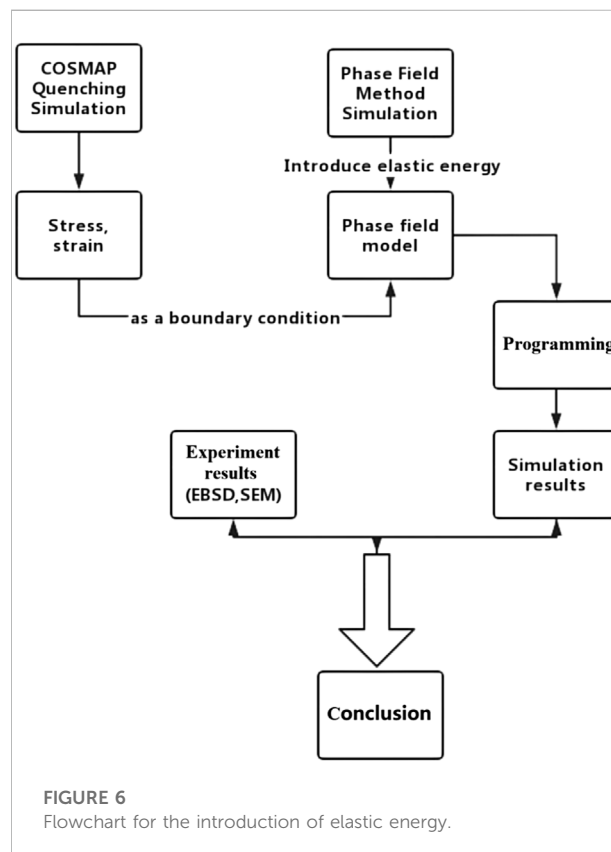 COSMAP
Quenching
Simulation
Phase Field
Method
Simulation
Introduce elastic energy
Stress,
strain
Phase field
model
as a boundary condition
Programming
Experiment
results
(EBSD,SEM)
Simulation
results
Conclusion
FIGURE 6
Flowchart for the introduction of elastic energy.